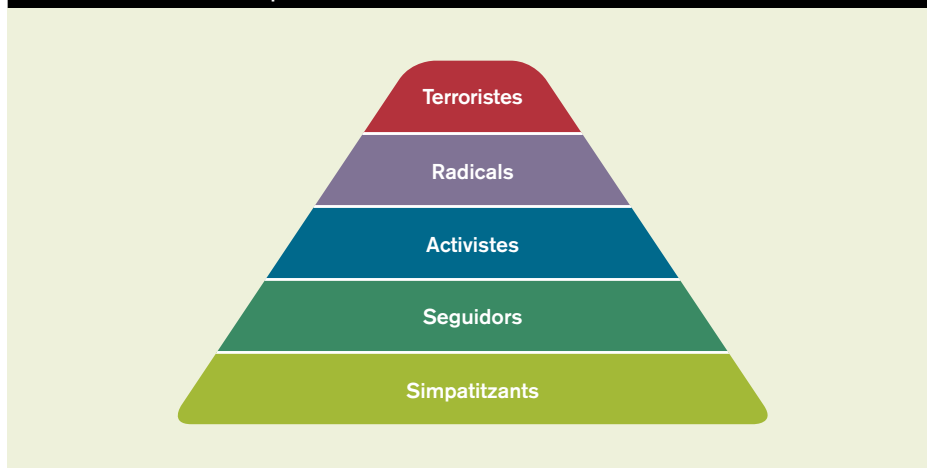 Terroristes
Radicals
Activistes
Seguidors
Simpatitzants